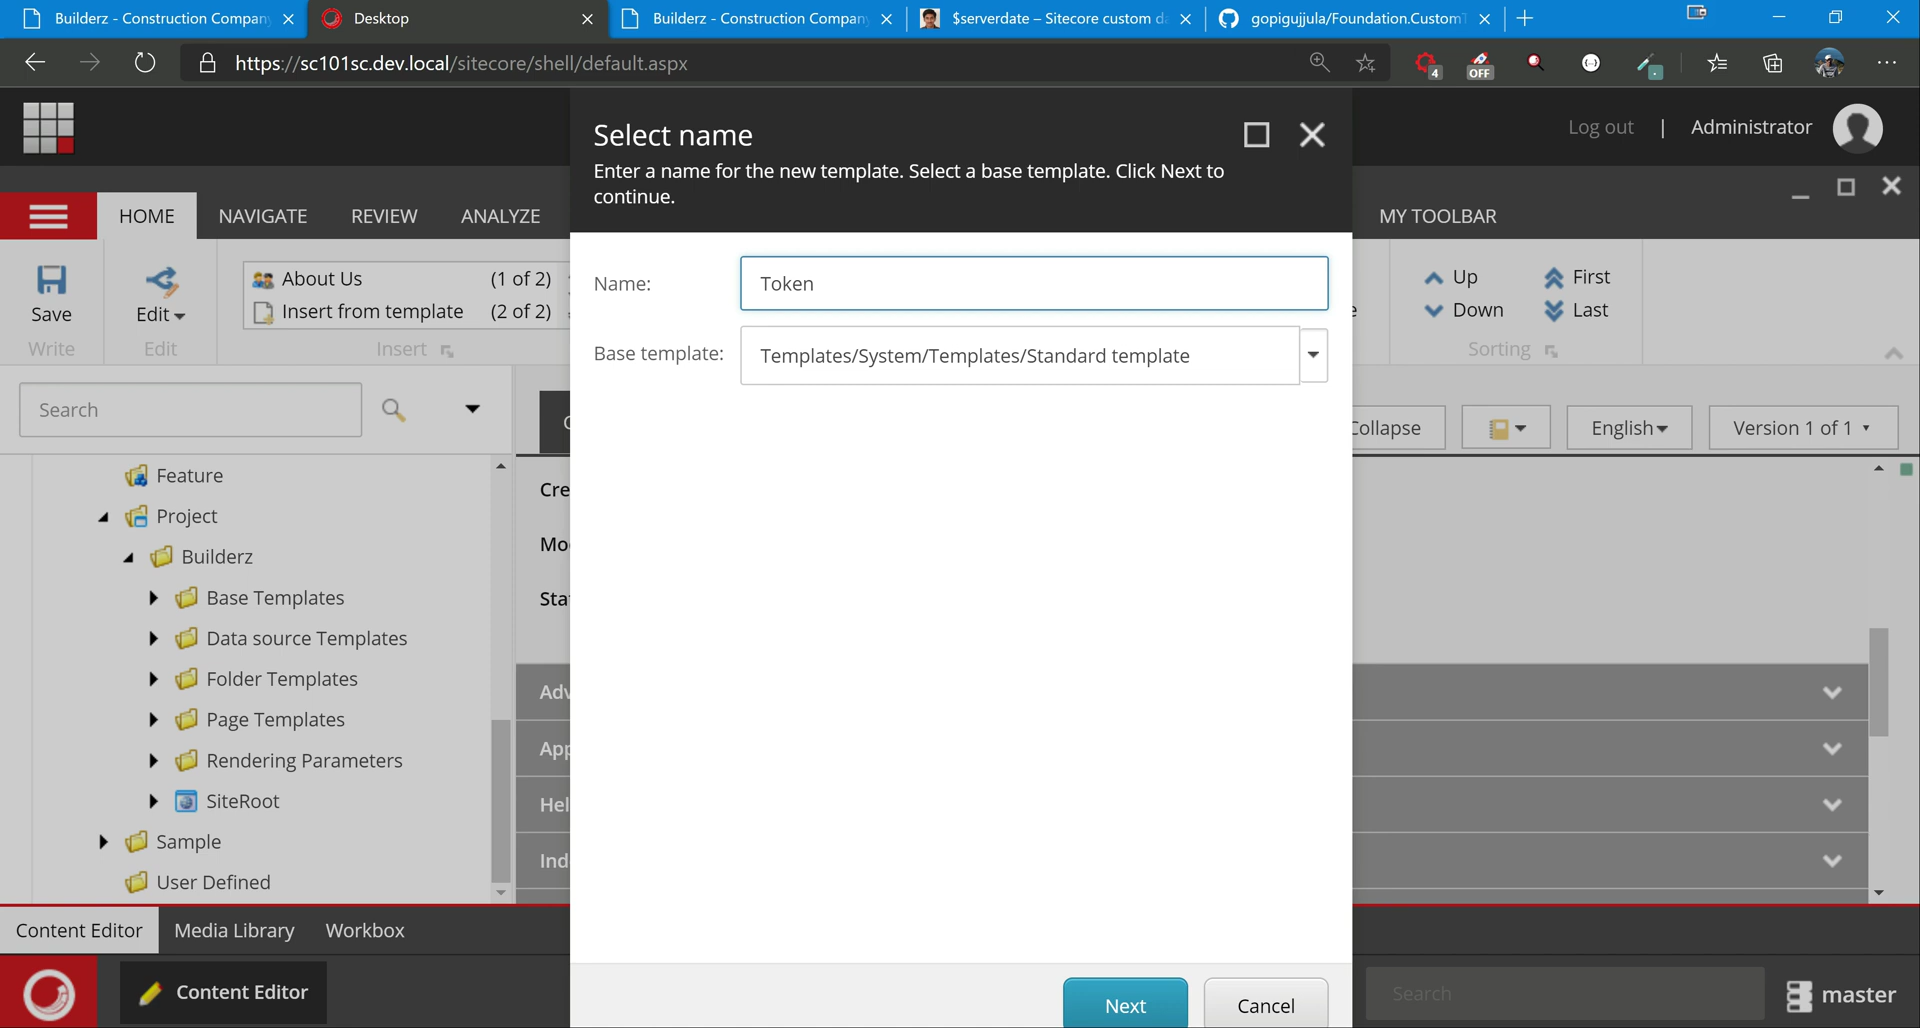 Builderz - Construction Company
Desktop
Builderz - Construction Company
$serverdate – Sitecore custom da
gopigujjula/Foundation.CustomT
https://sc101sc.dev.local/sitecore/shell/default.aspx
4
OFF
Log out | Administrator
Select name
Enter a name for the new template. Select a base template. Click Next to
continue.
HOME NAVIGATE REVIEW ANALYZE
MY TOOLBAR
Save
Write
Edit
Edit
About Us (1 of 2)
Insert from template (2 of 2)
Insert
Name: Token
Base template: Templates/System/Templates/Standard template
e
Up First
Down Last
Sorting
Search
Collapse
English
Version 1 of 1
Feature
Project
Builderz
Base Templates
Data source Templates
Folder Templates
Page Templates
Rendering Parameters
SiteRoot
Sample
User Defined
Cre
Mo
Sta
Adv
App
Hel
Ind
Content Editor Media Library Workbox
Content Editor
Next Cancel
Search
master